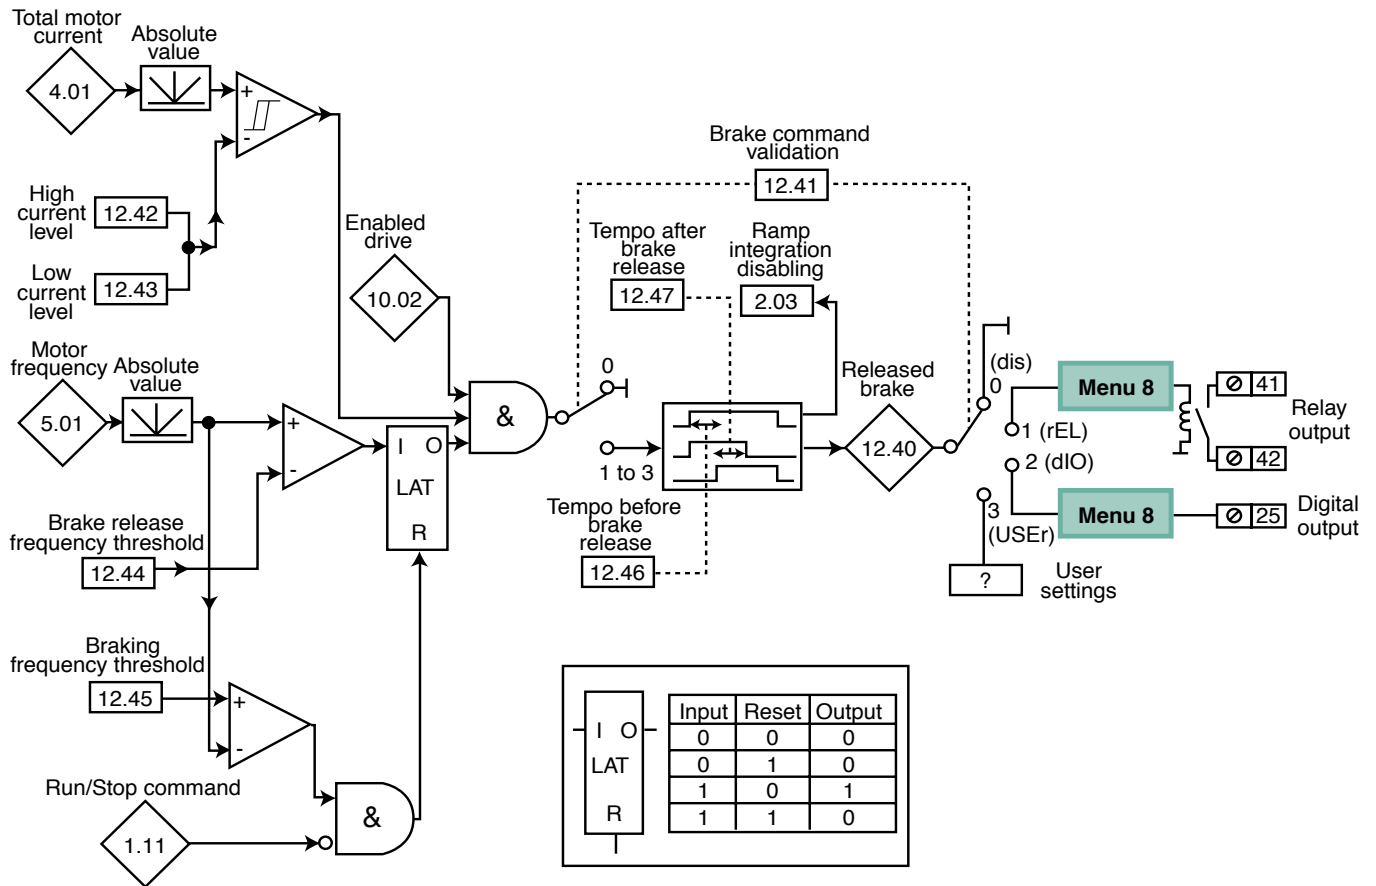 Total motor
current
4.01
Absolute
value
+
-
High
current
level
12.42
Low
current
level
12.43
Motor
frequency
5.01
Absolute
value
+
-
Brake release
frequency threshold
12.44
Braking
frequency threshold
12.45
+
-
Run/Stop command
1.11
&
I O
LAT
R
Enabled
drive
10.02
&
0
1 to 3
Brake command
validation
12.41
Tempo after
brake
release
12.47
Ramp
integration
disabling
2.03
Tempo before
brake
release
12.46
Released
brake
12.40
(dis)
0
1 (rEL)
2 (dIO)
3
(USEr)
?
User
settings
Menu 8
41
42
Relay
output
Menu 8
25
Digital
output
I O
LAT
R
Input Reset Output
0 0 0
0 1 0
1 0 1
1 1 0